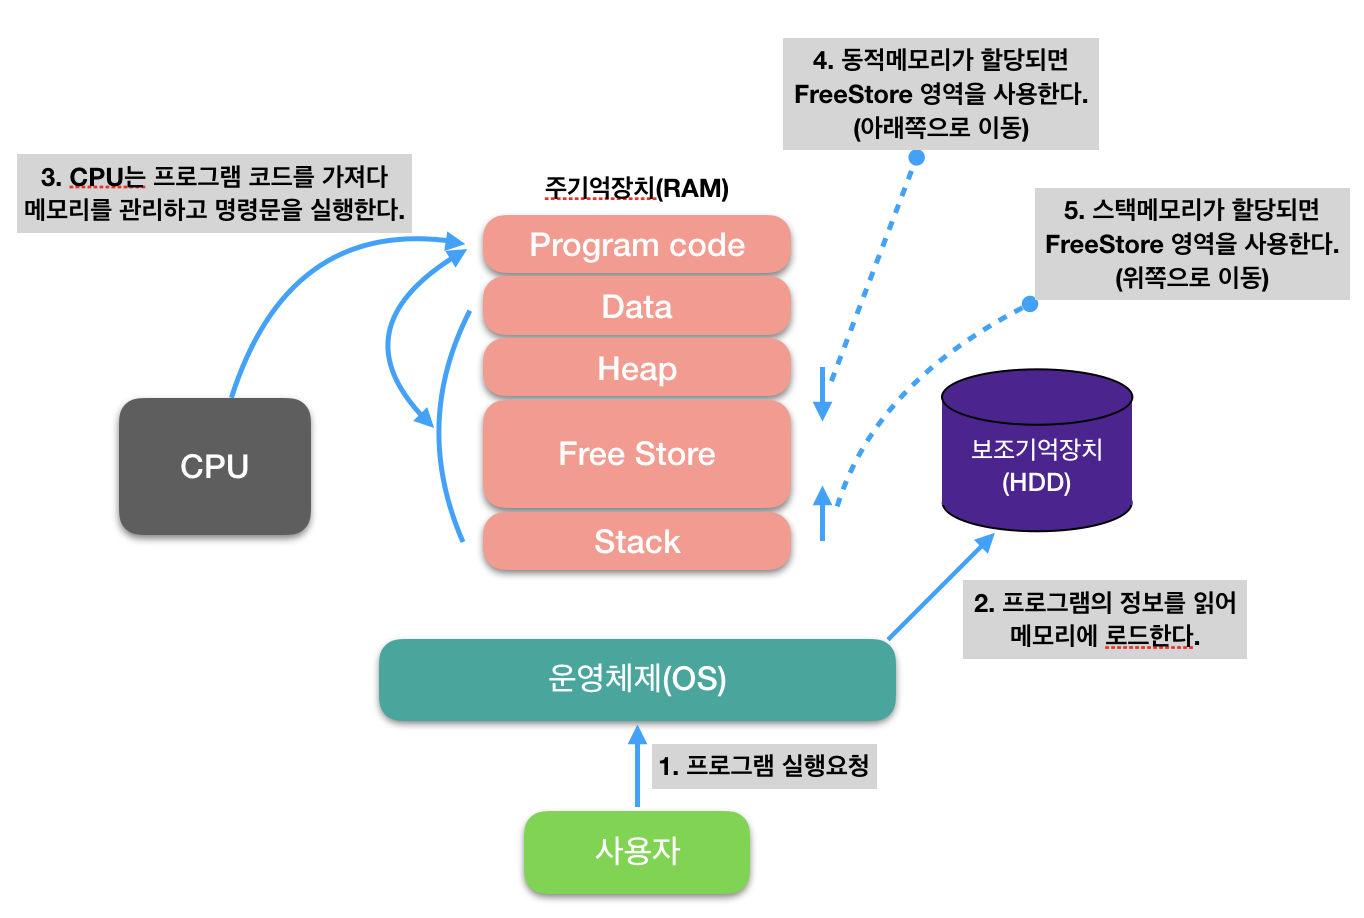 4. 동적메모리가 할당되면
FreeStore 영역을 사용한다.
(아래쪽으로 이동)
3. CPU는 프로그램 코드를 가져다
메모리를 관리하고 명령문을 실행한다.
주기억장치(RAM)
5. 스택메모리가 할당되면
FreeStore 영역을 사용한다.
(위쪽으로 이동)
Program code
Data
Heap
Free Store
Stack
CPU
보조기억장치
(HDD)
2. 프로그램의 정보를 읽어
메모리에 로드한다.
운영체제(OS)
1. 프로그램 실행요청
사용자